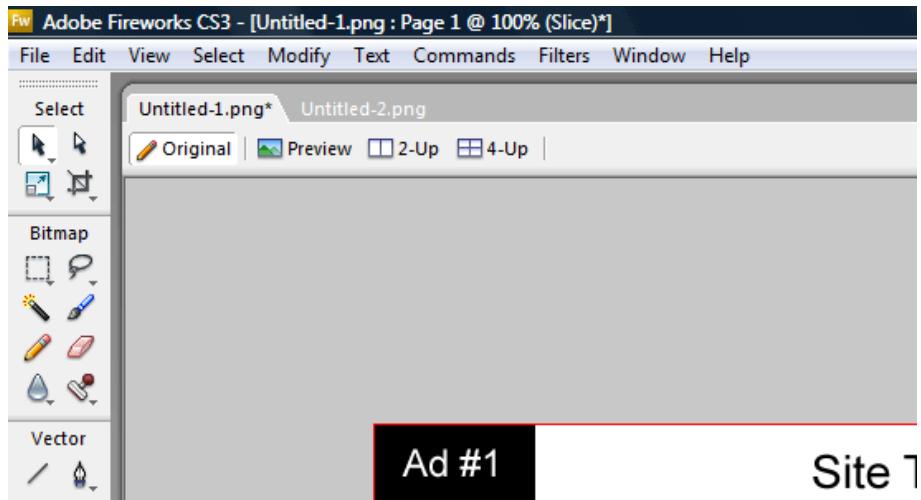 Fw Adobe Fireworks CS3 - [Untitled-1.png : Page 1 @ 100% (Slice)*]
File Edit View Select Modify Text Commands Filters Window Help
Select
Untitled-1.png* Untitled-2.png
Original Preview 2-Up 4-Up
Bitmap
Vector
Ad #1 Site